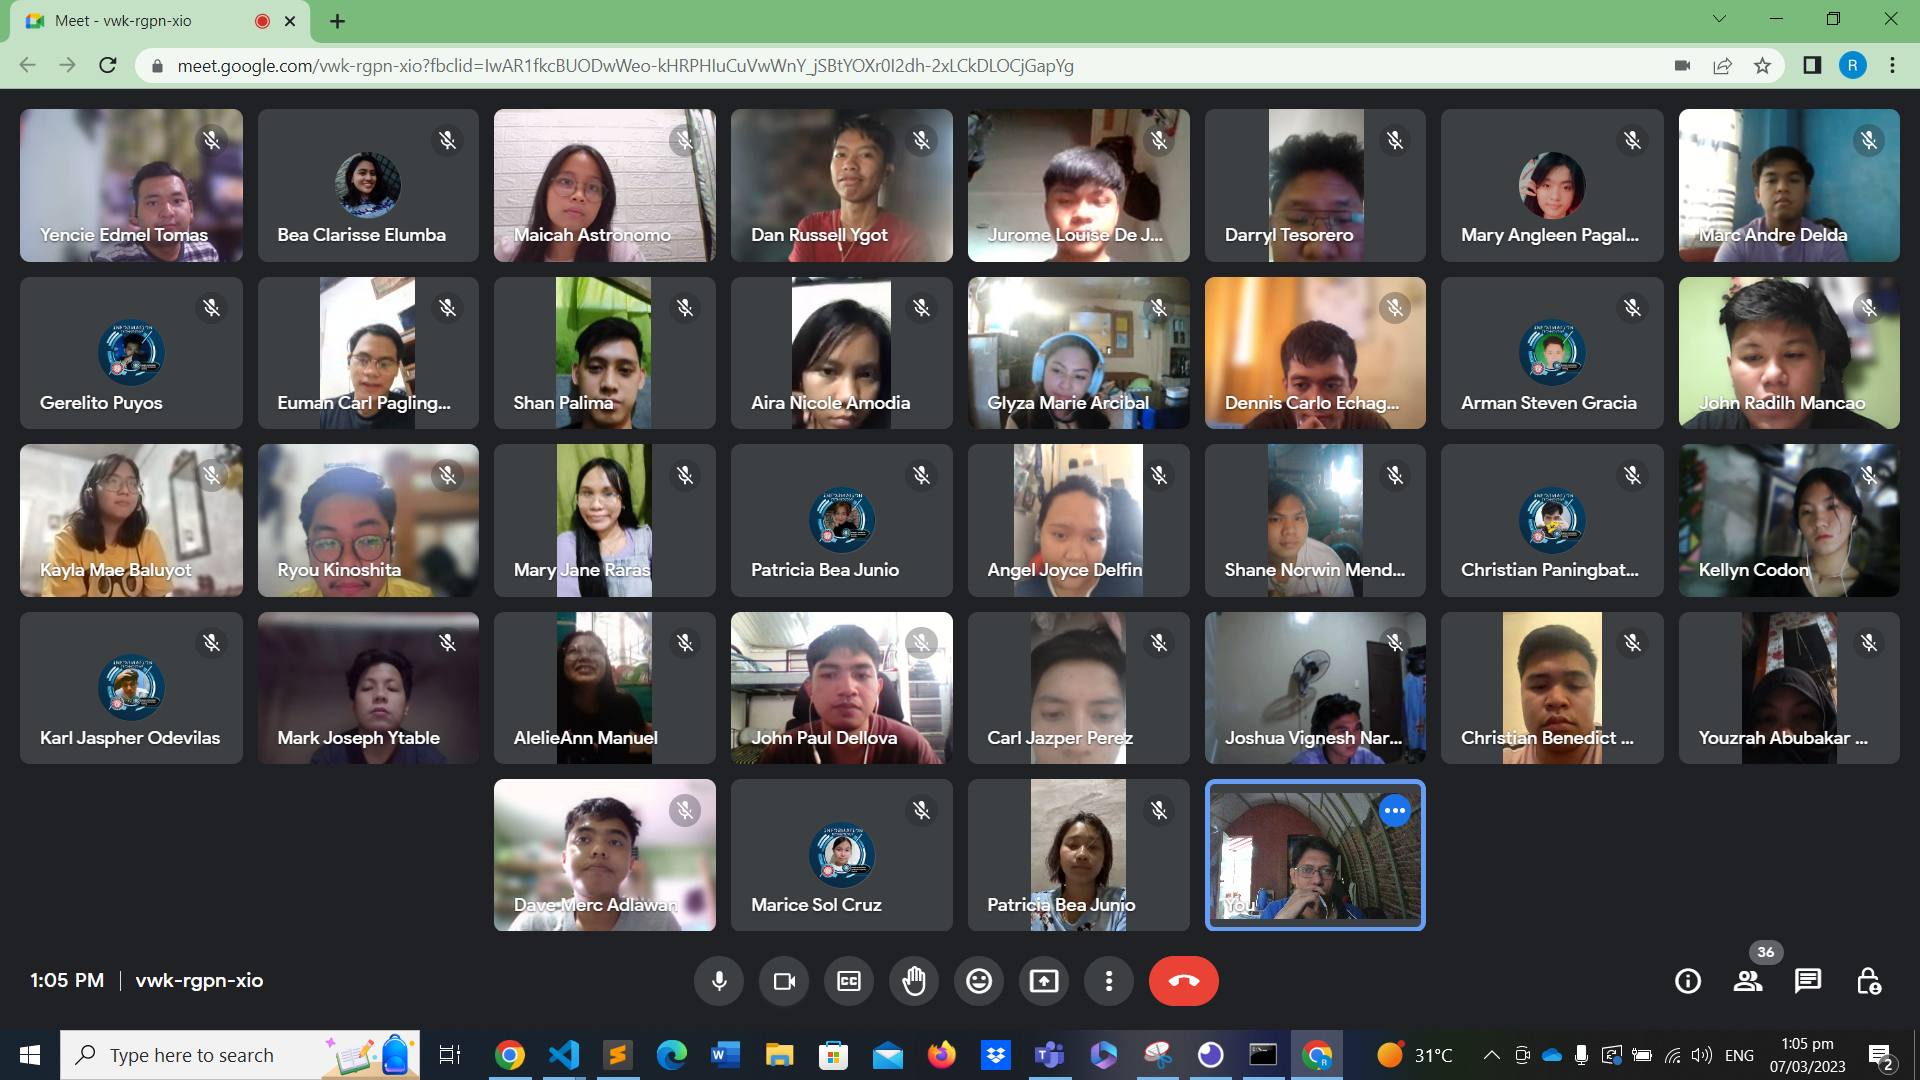 Meet - vwk-rgpn-xio
meet.google.com/vwk-rgpn-xio?fbclid=IwAR1fkcBUODwWeo-kHRPHIuCuVwWnY_jSBtYOXr0I2dh-2xLCkDLOCjGapYg
R
Yencie Edmel Tomas
Bea Clarisse Elumba
Maicah Astronomo
Dan Russell Ygot
Jurome Louise De J...
Darryl Tesorero
Mary Angleen Pagal...
Marc Andre Delda
Gerelito Puyos
Euman Carl Pagling...
Shan Palima
Aira Nicole Amodia
Glyza Marie Arcibal
Dennis Carlo Echag...
Arman Steven Gracia
John Radilh Mancao
Kayla Mae Baluyot
Ryou Kinoshita
Mary Jane Raras
Patricia Bea Junio
Angel Joyce Delfin
Shane Norwin Mend...
Christian Paningbat...
Kellyn Codon
Karl Jaspher Odevilas
Mark Joseph Ytable
AlelieAnn Manuel
John Paul Dellova
Carl Jazper Perez
Joshua Vignesh Nar...
Christian Benedict ...
Youzrah Abubakar ...
Dave Merc Adlawan
Marice Sol Cruz
Patricia Bea Junio
You
1:05 PM | vwk-rgpn-xio
36
Type here to search
31°C
ENG
1:05 pm
07/03/2023
2